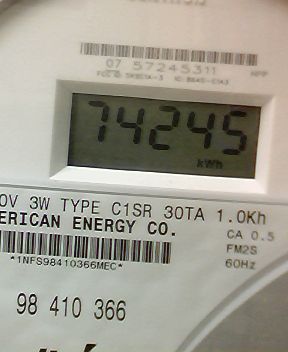 07 57245311
74245
kWh
0V 3W TYPE C1SR 30TA 1.0Kh
ERICAN ENERGY CO.
CA 0.5
FM2S
*1NFS98410366MEC*
60Hz
98 410 366